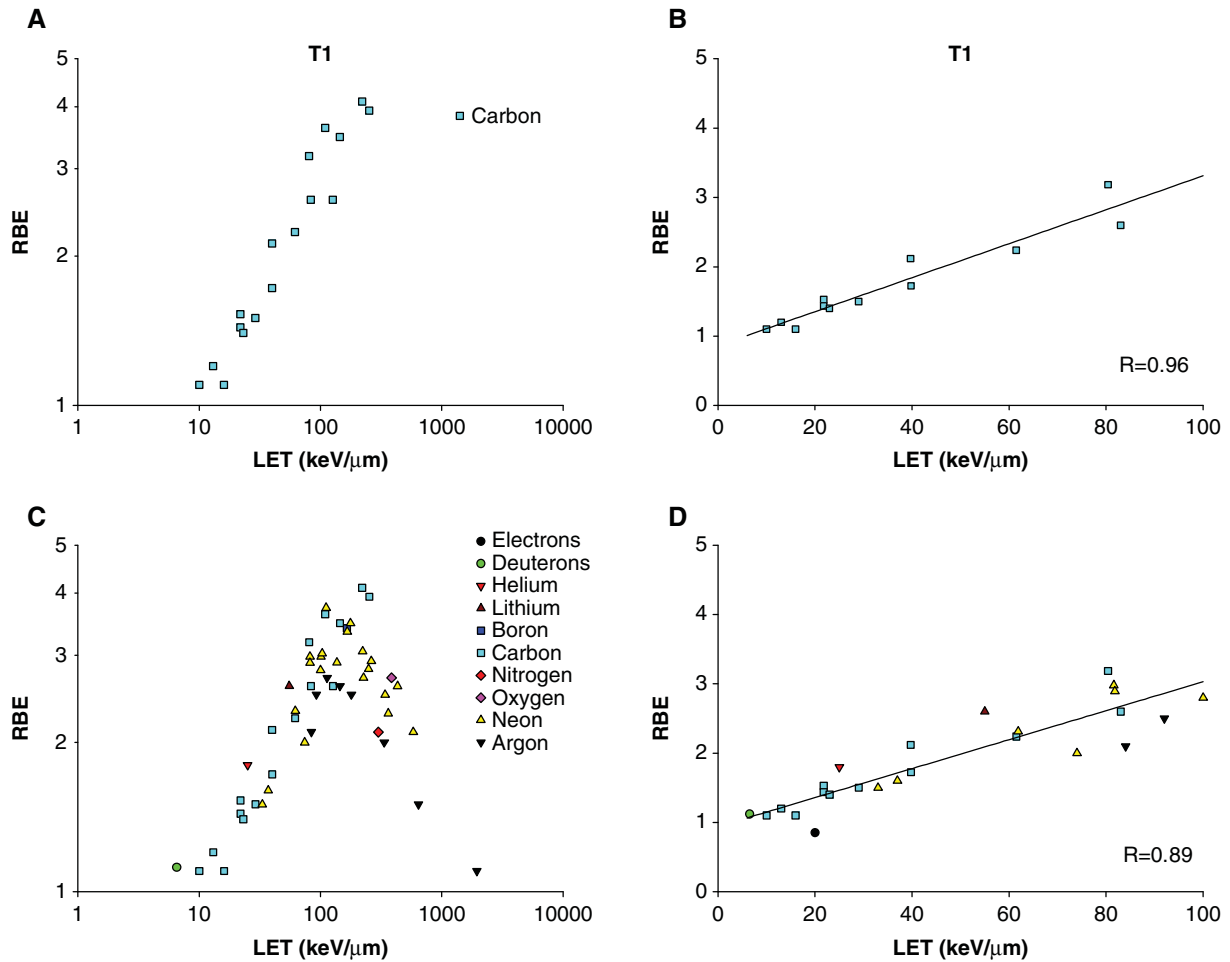 A
T1
5
4
3
2
1
RBE
1 10 100 1000 10000
LET (keV/μm)
Carbon
B
T1
5
4
3
2
1
0
RBE
0 20 40 60 80 100
LET (keV/μm)
R=0.96
C
5
4
3
2
1
RBE
1 10 100 1000 10000
LET (keV/μm)
Electrons
Deuterons
Helium
Lithium
Boron
Carbon
Nitrogen
Oxygen
Neon
Argon
D
5
4
3
2
1
0
RBE
0 20 40 60 80 100
LET (keV/μm)
R=0.89